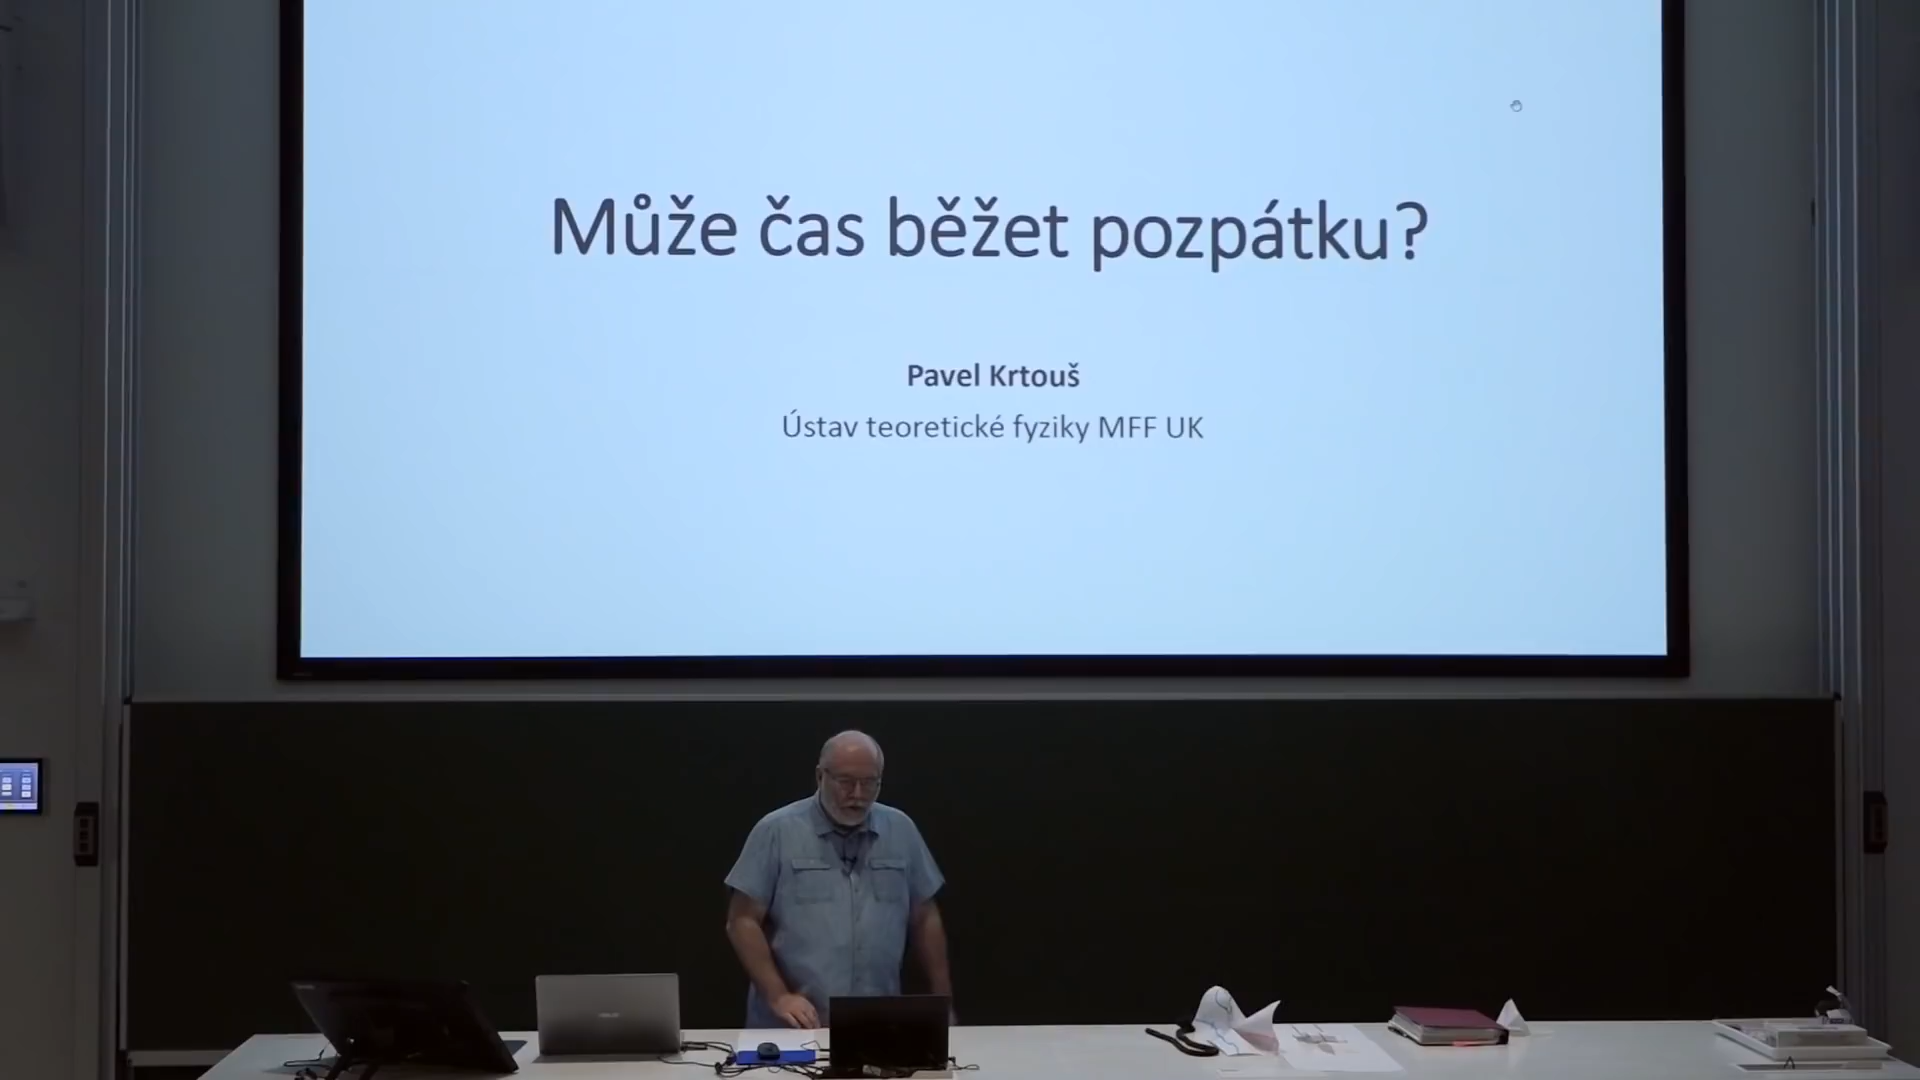 Může čas běžet pozpátku?
Pavel Krtouš
Ústav teoretické fyziky MFF UK